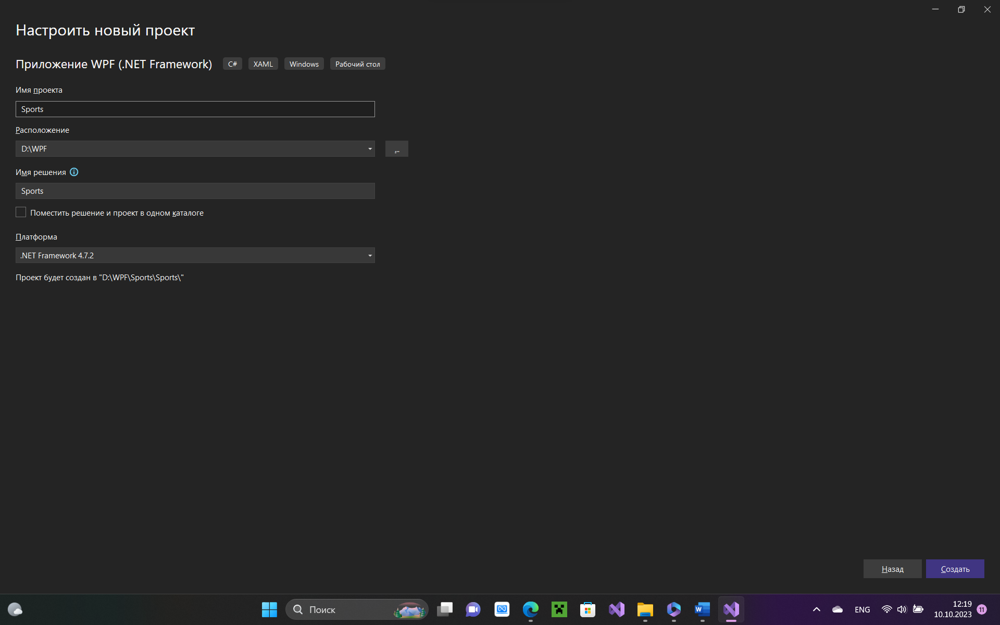 Настроить новый проект
Приложение WPF (.NET Framework) C# XAML Windows Рабочий стол
Имя проекта
Sports
Расположение
D:\WPF
...
Имя решения
Sports
Поместить решение и проект в одном каталоге
Платформа
.NET Framework 4.7.2
Проект будет создан в "D:\WPF\Sports\Sports\"
Назад Создать
Поиск
W
ENG
12:19
10.10.2023
11